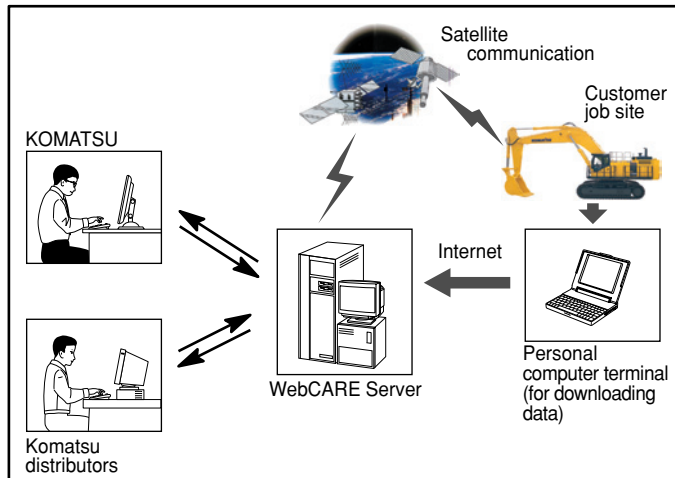 Satellite
communication
Customer
job site
KOMATSU
Internet
WebCARE Server
Personal
computer terminal
(for downloading
data)
Komatsu
distributors